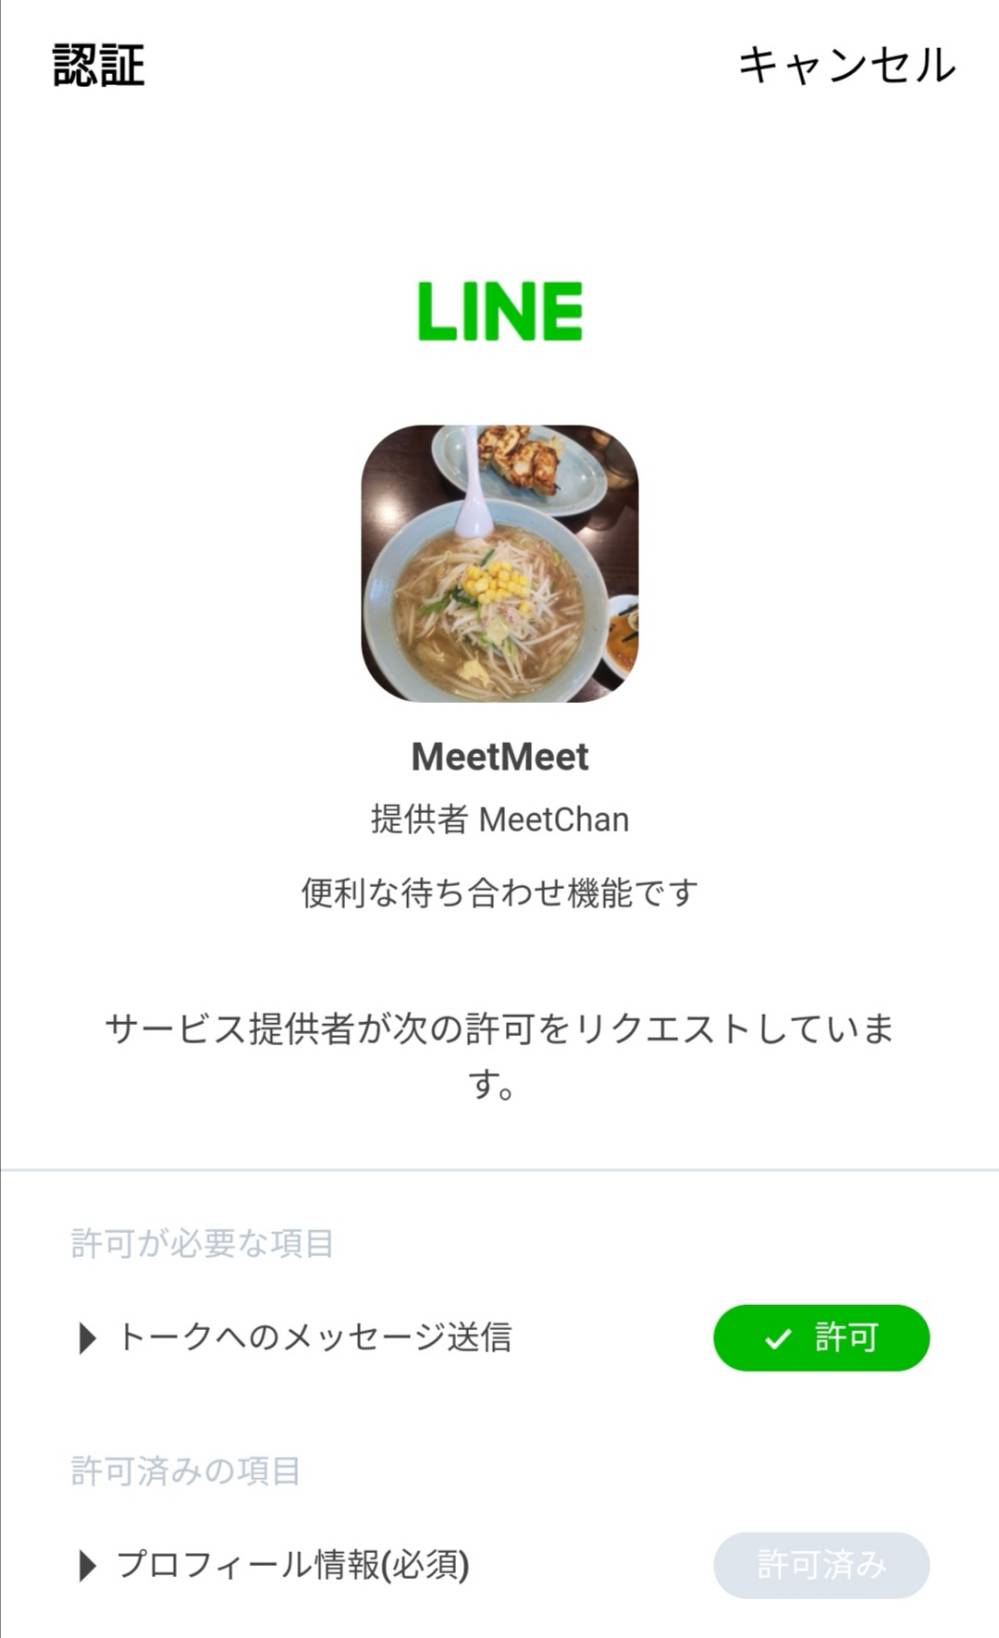 認証
キャンセル
LINE
MeetMeet
提供者 MeetChan
便利な待ち合わせ機能です
サービス提供者が次の許可をリクエストしていま
す。
許可が必要な項目
トークへのメッセージ送信
許可
許可済みの項目
プロフィール情報(必須)
許可済み